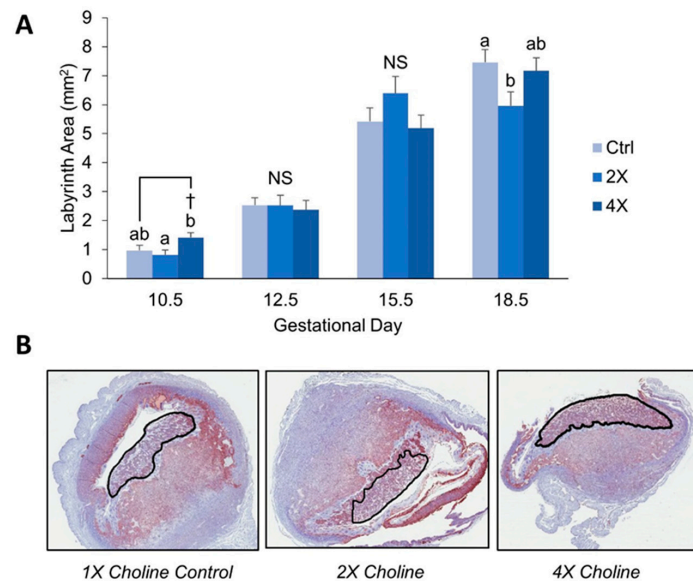 A
Labyrinth Area (mm²)
9
8
7
6
5
4
3
2
1
0
ab
a
†
b
NS
NS
a
b
ab
10.5
12.5
15.5
18.5
Gestational Day
Ctrl
2X
4X
B
1X Choline Control
2X Choline
4X Choline